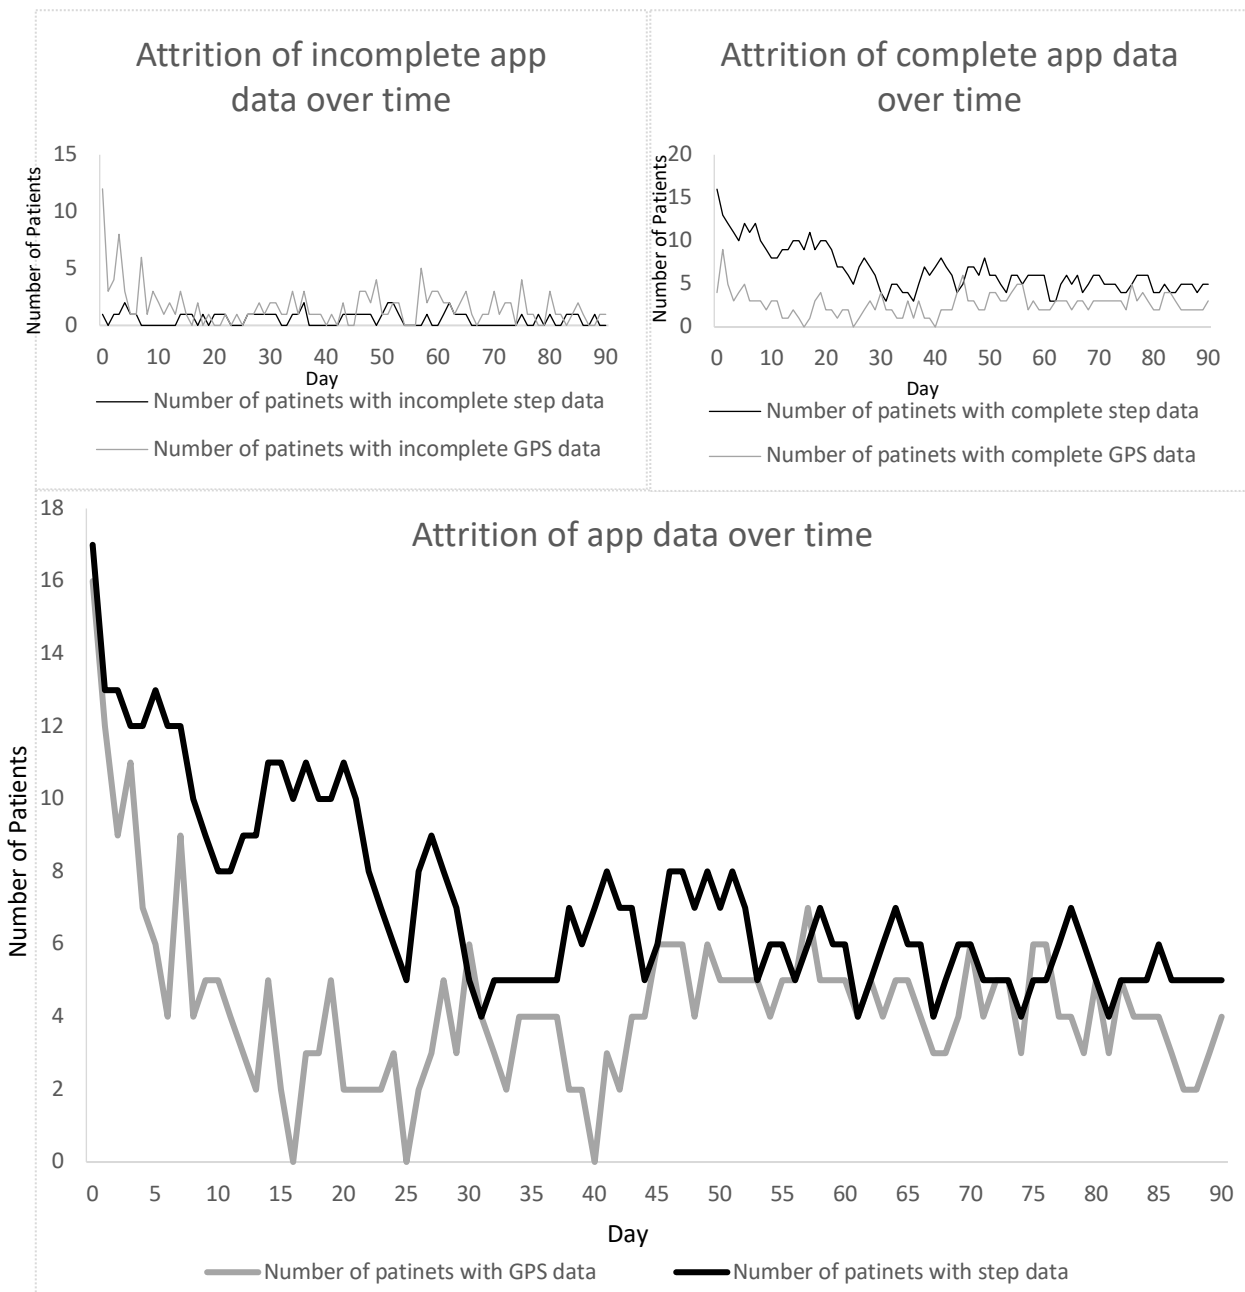 Attrition of incomplete app
data over time
Number of Patients
15
10
5
0
0 10 20 30 40 50 60 70 80 90
Day
Number of patinets with incomplete step data
Number of patinets with incomplete GPS data
Attrition of complete app data
over time
Number of Patients
20
15
10
5
0
0 10 20 30 40 50 60 70 80 90
Day
Number of patinets with complete step data
Number of patinets with complete GPS data
Attrition of app data over time
Number of Patients
18
16
14
12
10
8
6
4
2
0
0 5 10 15 20 25 30 35 40 45 50 55 60 65 70 75 80 85 90
Day
Number of patinets with GPS data
Number of patinets with step data